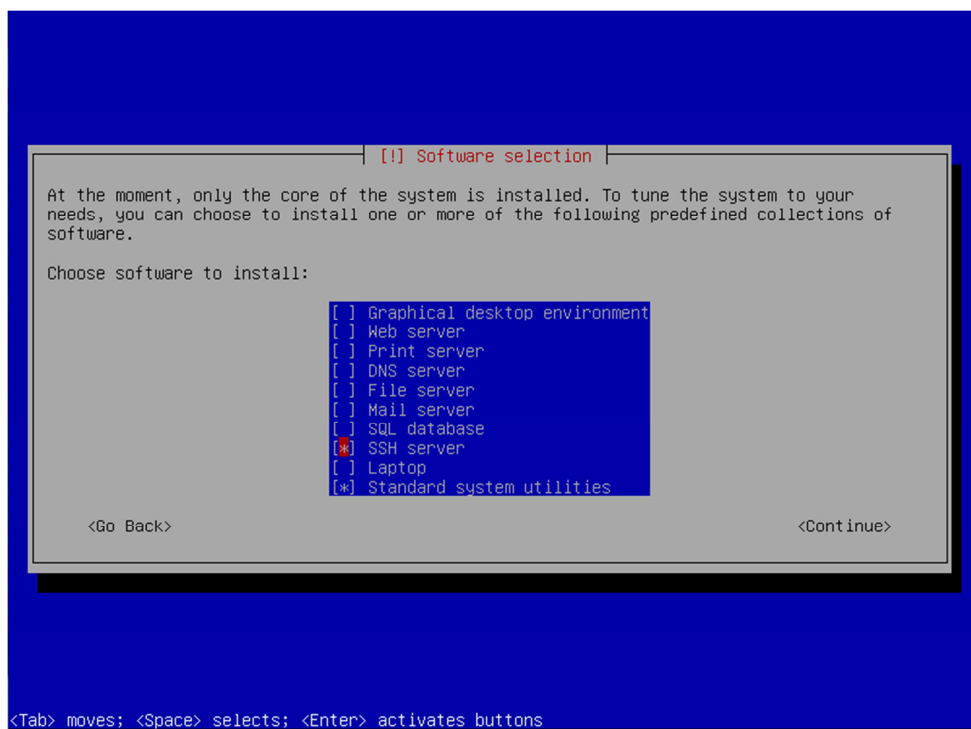 [!] Software selection
At the moment, only the core of the system is installed. To tune the system to your
needs, you can choose to install one or more of the following predefined collections of
software.
Choose software to install:
[ ] Graphical desktop environment
[ ] Web server
[ ] Print server
[ ] DNS server
[ ] File server
[ ] Mail server
[ ] SQL database
[*] SSH server
[ ] Laptop
[*] Standard system utilities
<Go Back> <Continue>
<Tab> moves; <Space> selects; <Enter> activates buttons